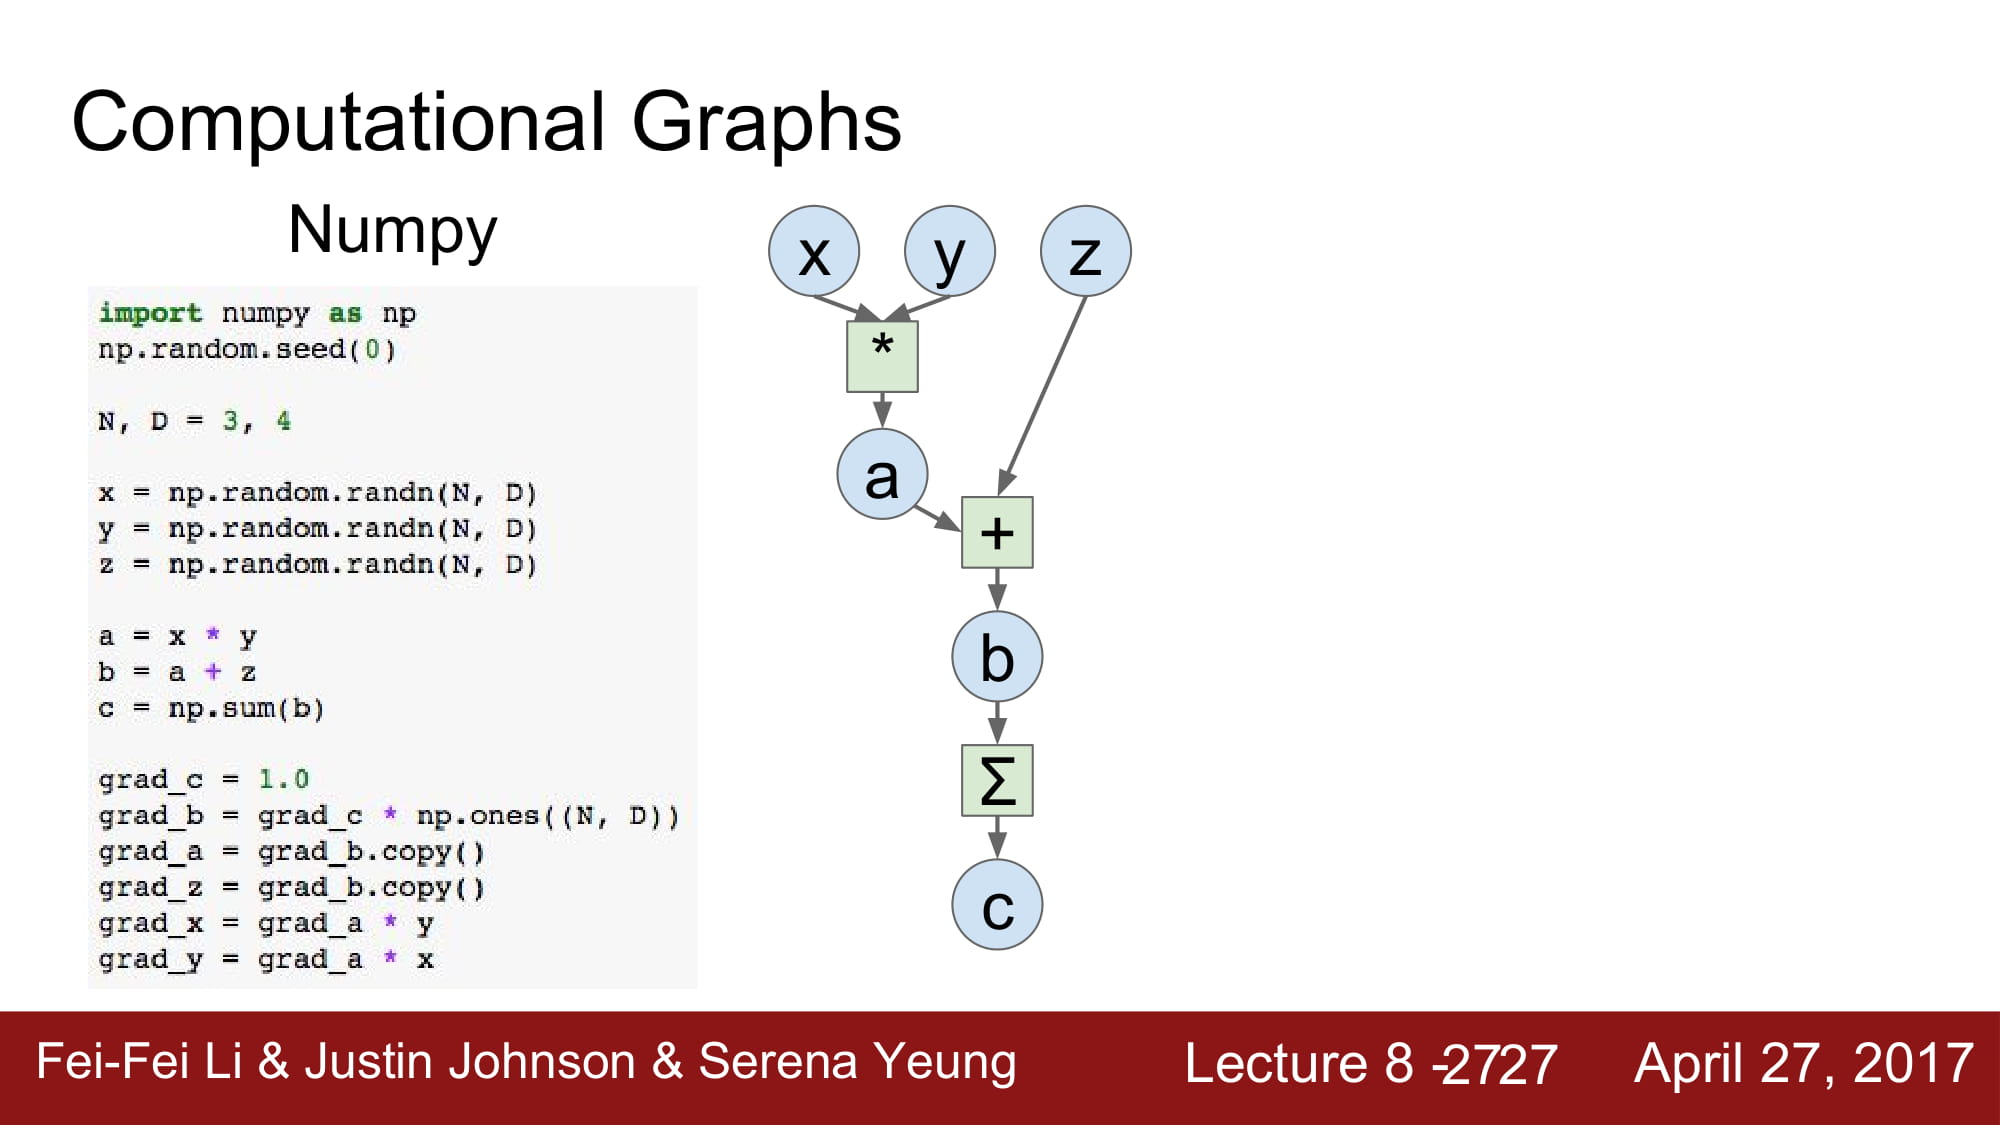 Computational Graphs
Numpy
import numpy as np
np.random.seed(0)
N, D = 3, 4
x = np.random.randn(N, D)
y = np.random.randn(N, D)
z = np.random.randn(N, D)
a = x * y
b = a + z
c = np.sum(b)
grad_c = 1.0
grad_b = grad_c * np.ones((N, D))
grad_a = grad_b.copy()
grad_z = grad_b.copy()
grad_x = grad_a * y
grad_y = grad_a * x
x y z
*
a
+
b
Σ
c
Fei-Fei Li & Justin Johnson & Serena Yeung Lecture 8 -2727 April 27, 2017